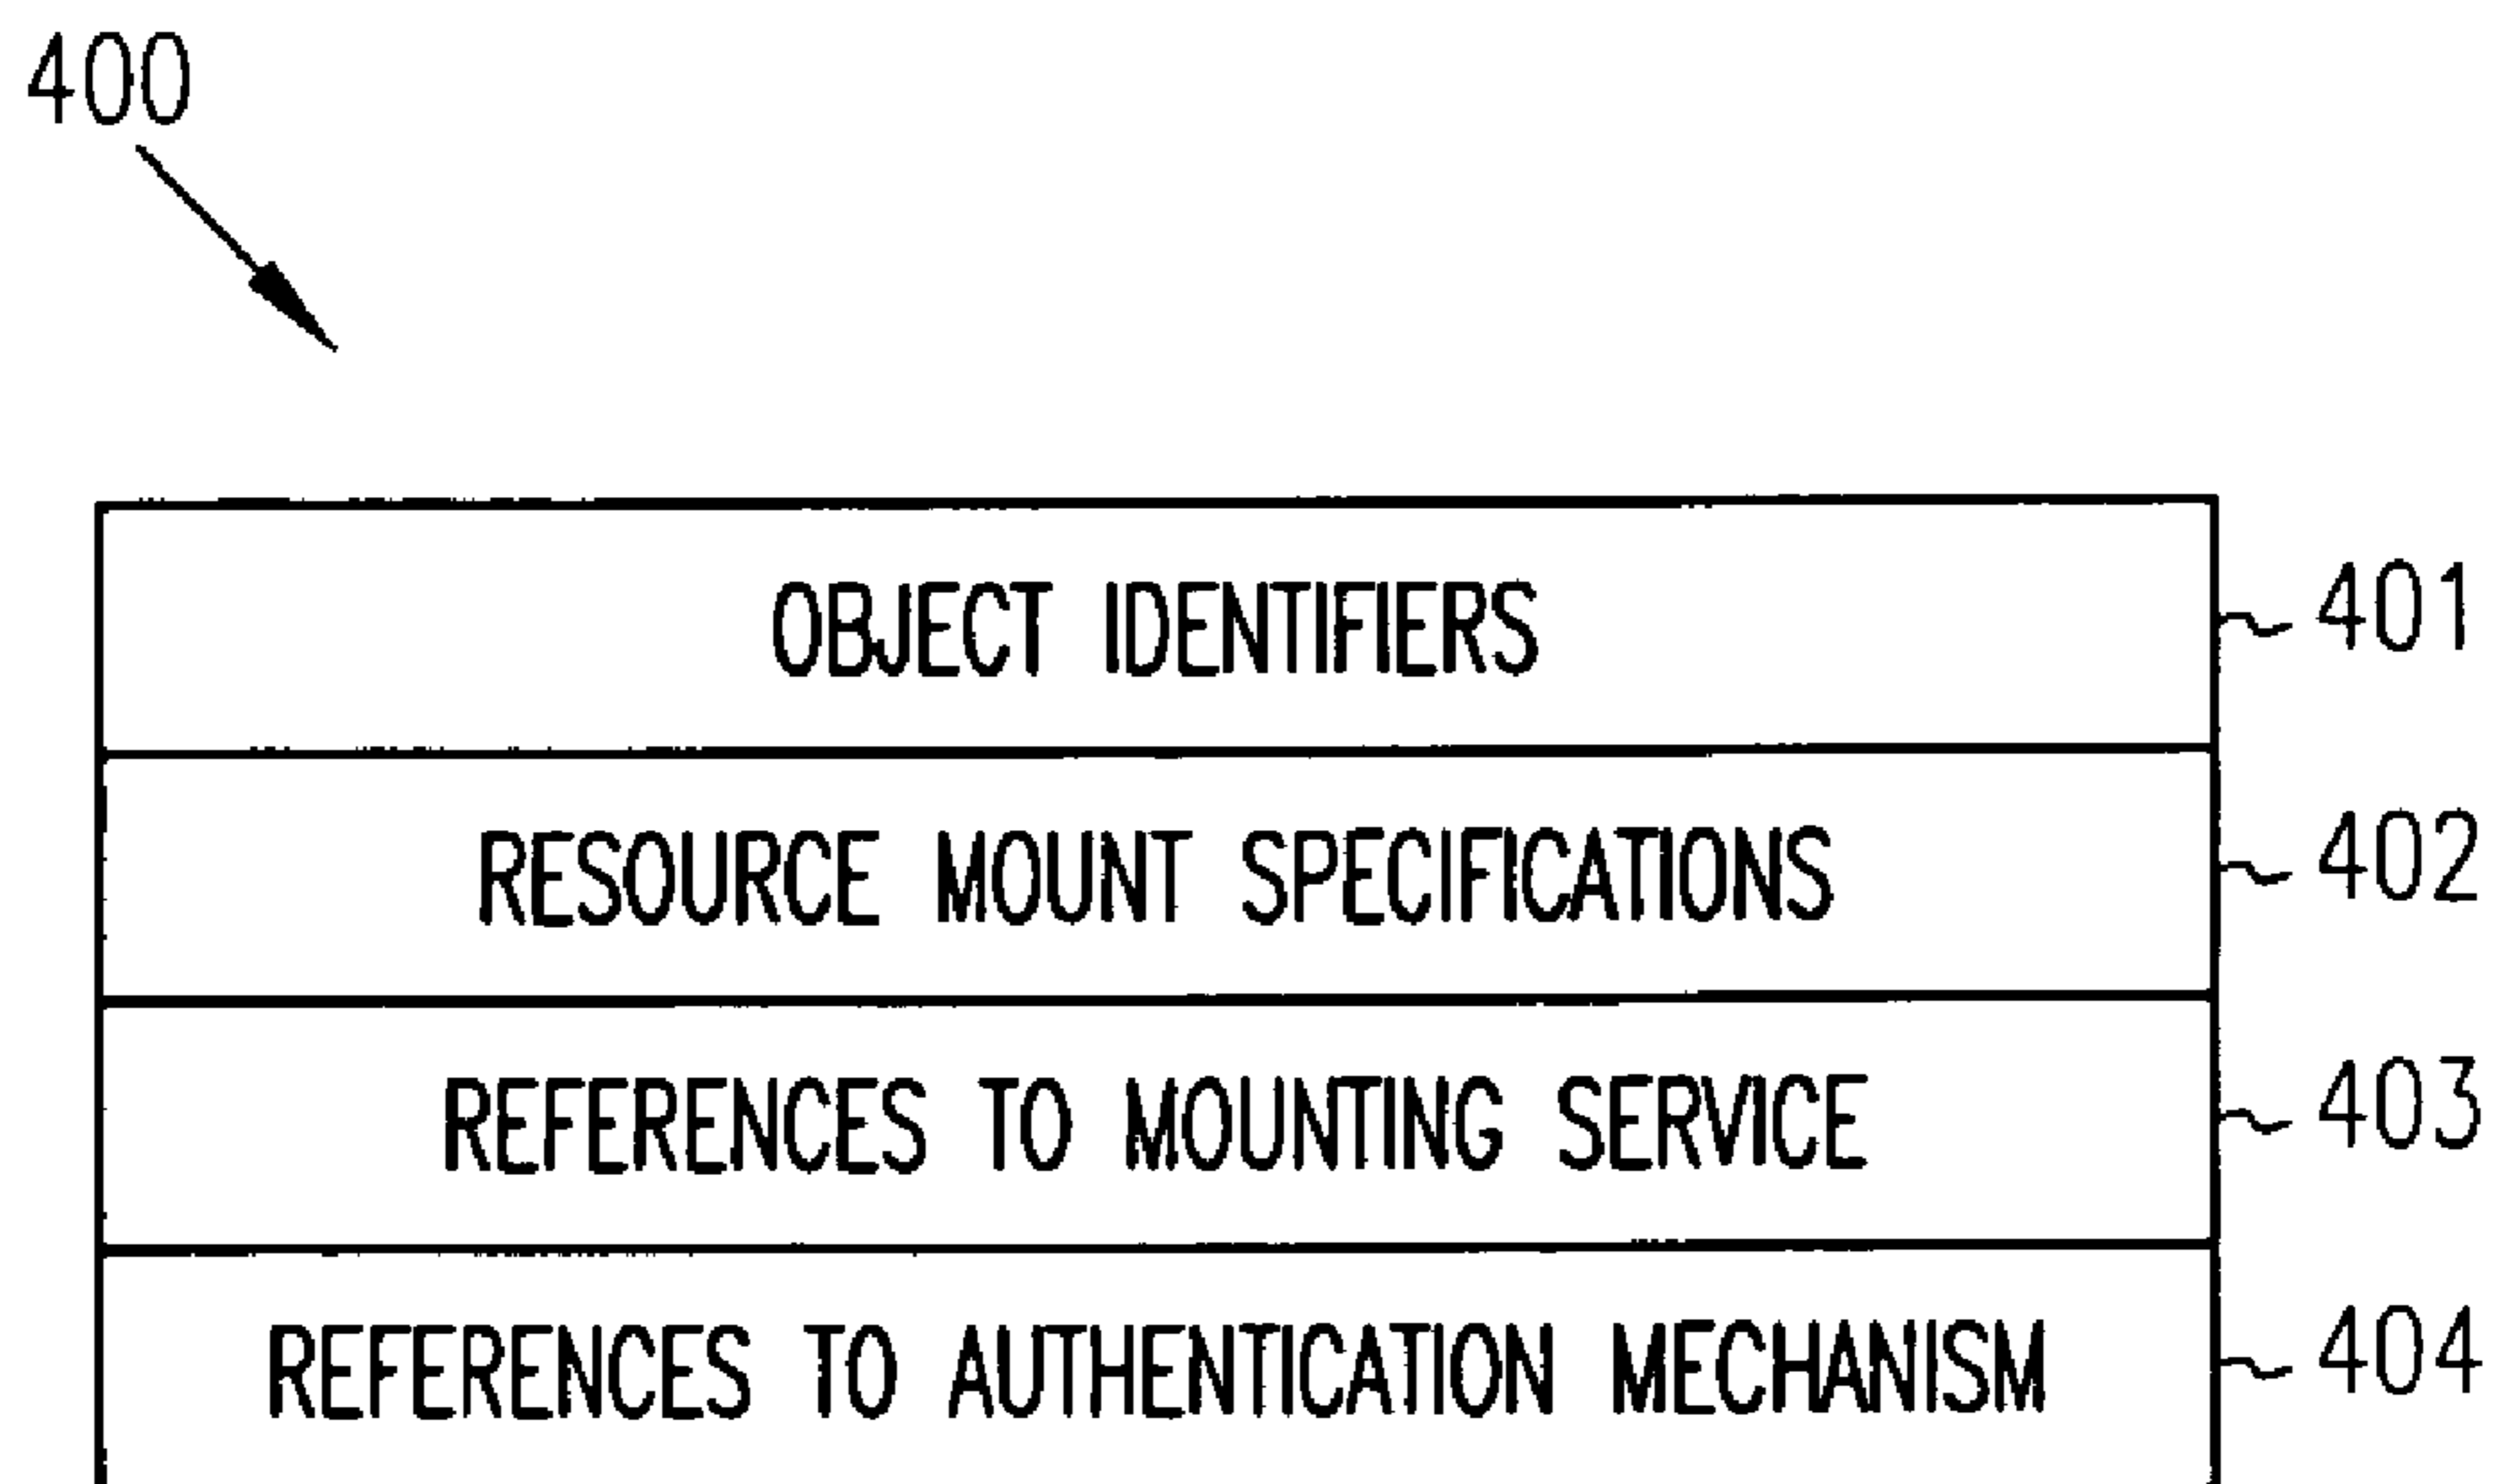 400
OBJECT IDENTIFIERS 401
RESOURCE MOUNT SPECIFICATIONS 402
REFERENCES TO MOUNTING SERVICE 403
REFERENCES TO AUTHENTICATION MECHANISM 404